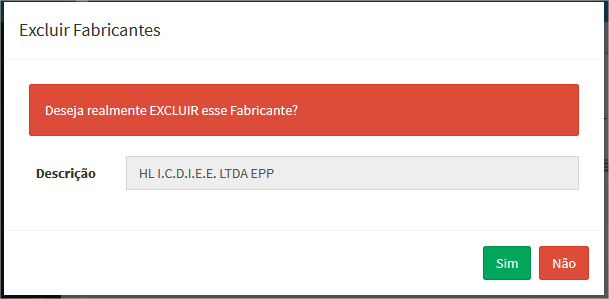 Excluir Fabricantes
Deseja realmente EXCLUIR esse Fabricante?
Descrição HL I.C.D.I.E.E. LTDA EPP
Sim Não